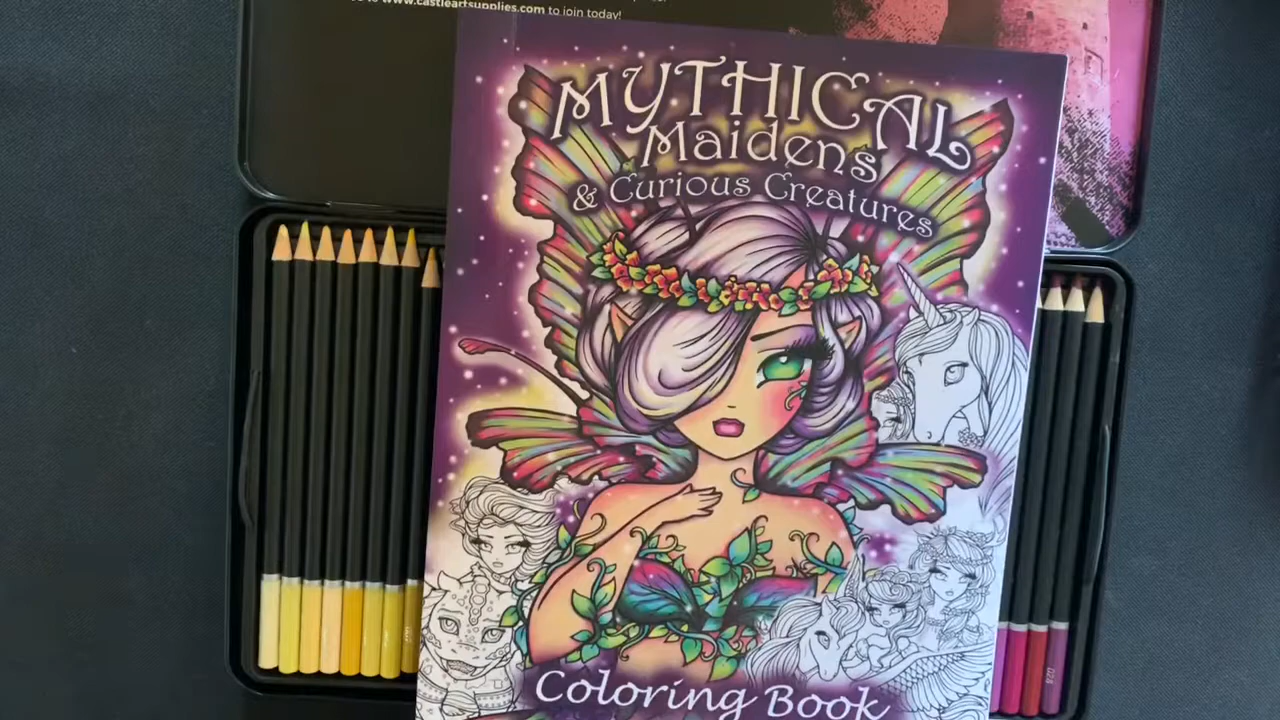 www.castleartsupplies.com to join today!
MYTHICAL
Maidens
& Curious Creatures
Coloring Book